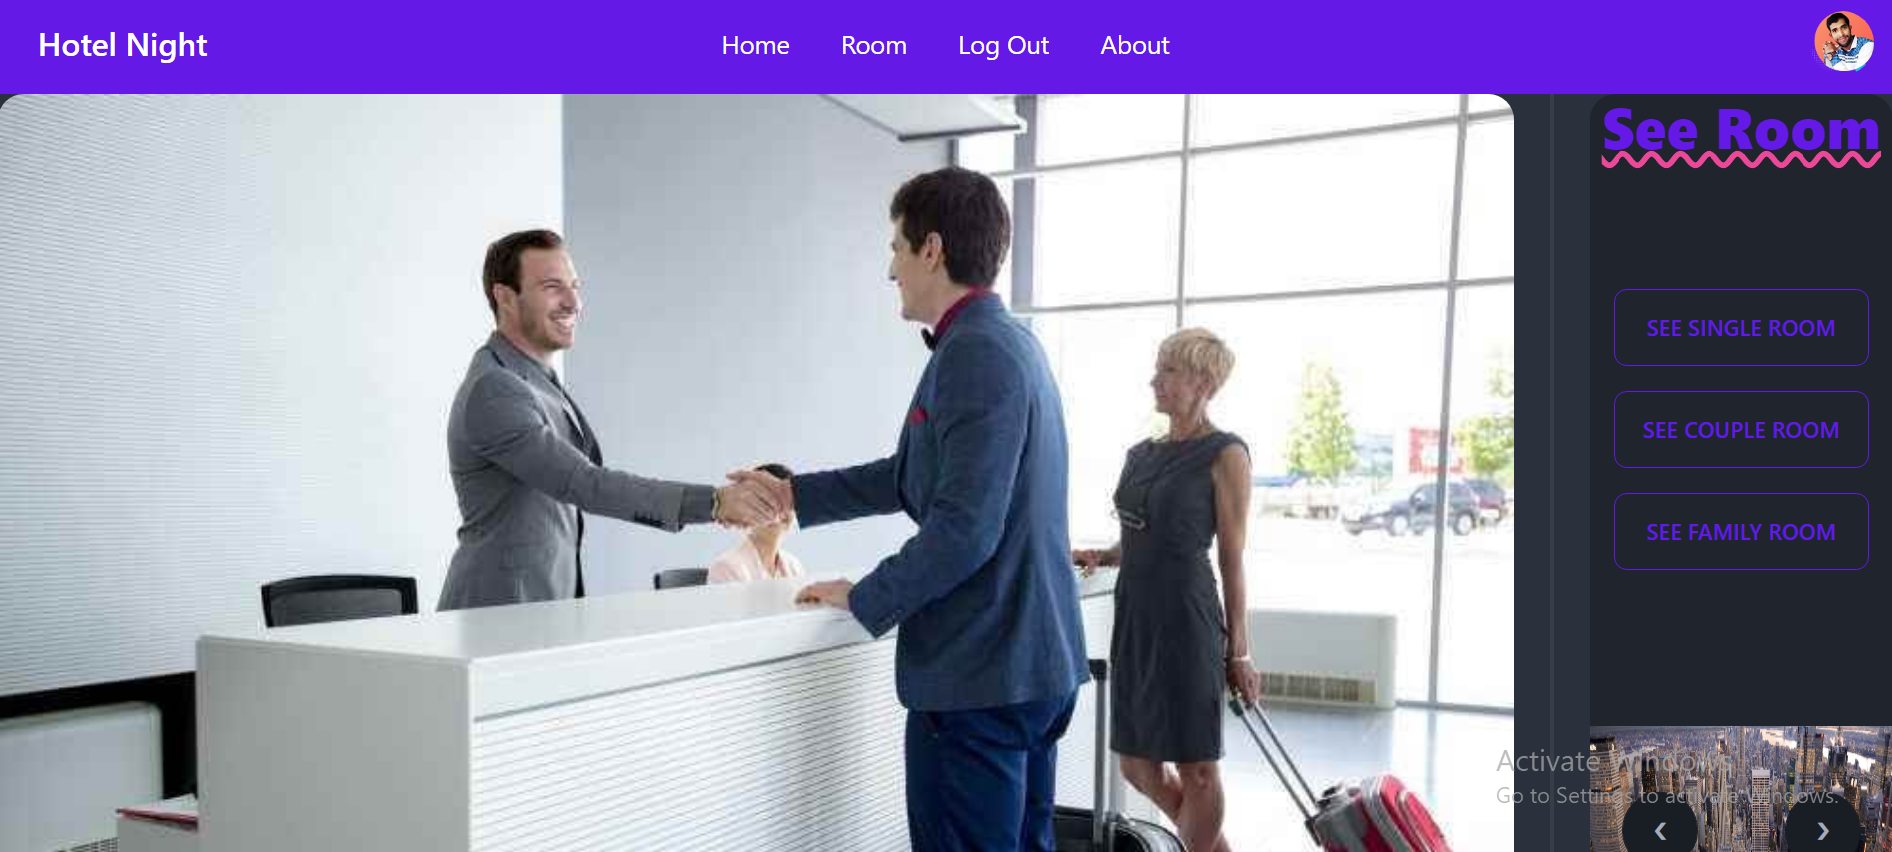 Hotel Night
Home
Room
Log Out
About
See Room
SEE SINGLE ROOM
SEE COUPLE ROOM
SEE FAMILY ROOM
Activate Windows
Go to Settings to activate Windows.